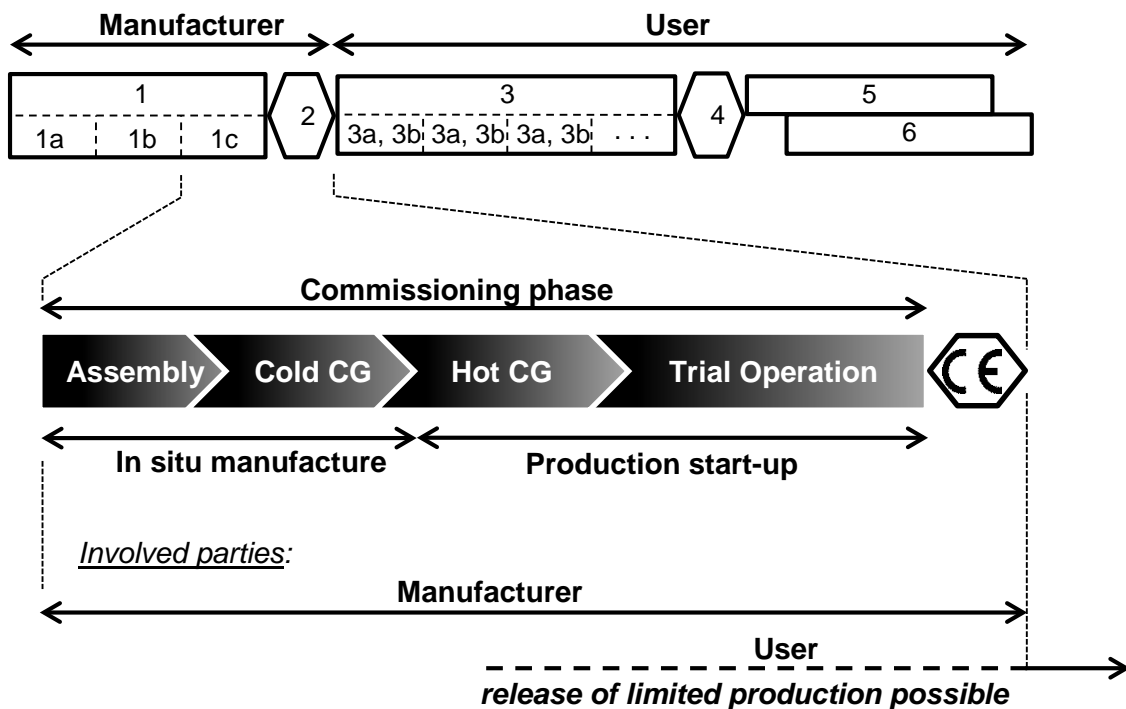 Manufacturer User
1 2 3 4 5
1a 1b 1c 3a, 3b 3a, 3b 3a, 3b . . . 6
Commissioning phase
Assembly Cold CG Hot CG Trial Operation CE
In situ manufacture Production start-up
Involved parties:
Manufacturer
User
release of limited production possible